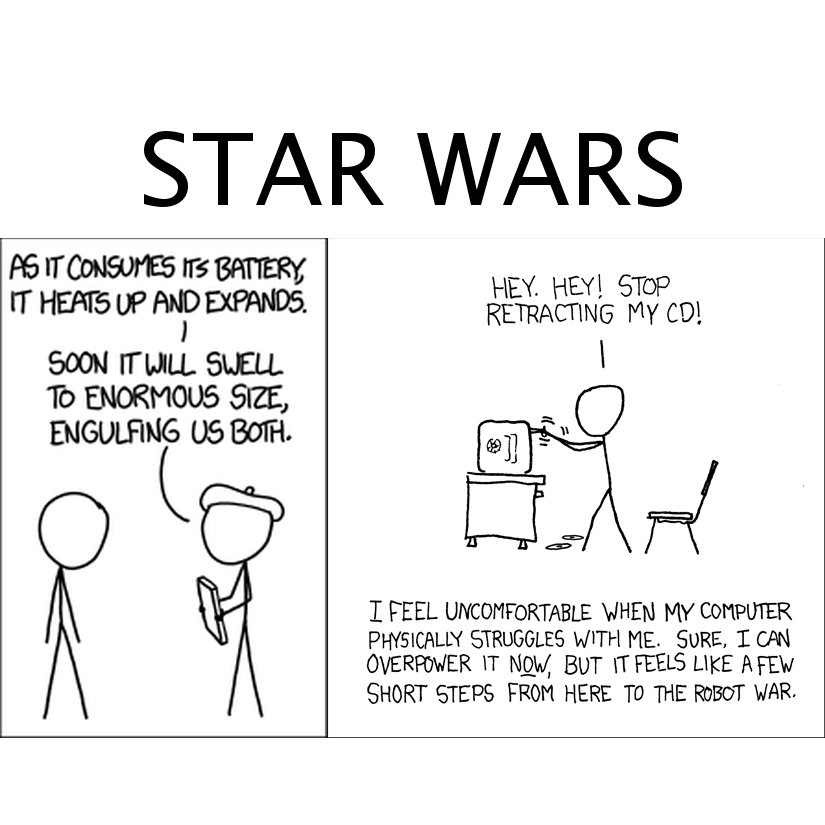 STAR WARS
AS IT CONSUMES ITS BATTERY,
IT HEATS UP AND EXPANDS.
SOON IT WILL SWELL
TO ENORMOUS SIZE,
ENGULFING US BOTH.
HEY. HEY! STOP
RETRACTING MY CD!
I FEEL UNCOMFORTABLE WHEN MY COMPUTER
PHYSICALLY STRUGGLES WITH ME. SURE, I CAN
OVERPOWER IT NOW, BUT IT FEELS LIKE A FEW
SHORT STEPS FROM HERE TO THE ROBOT WAR.